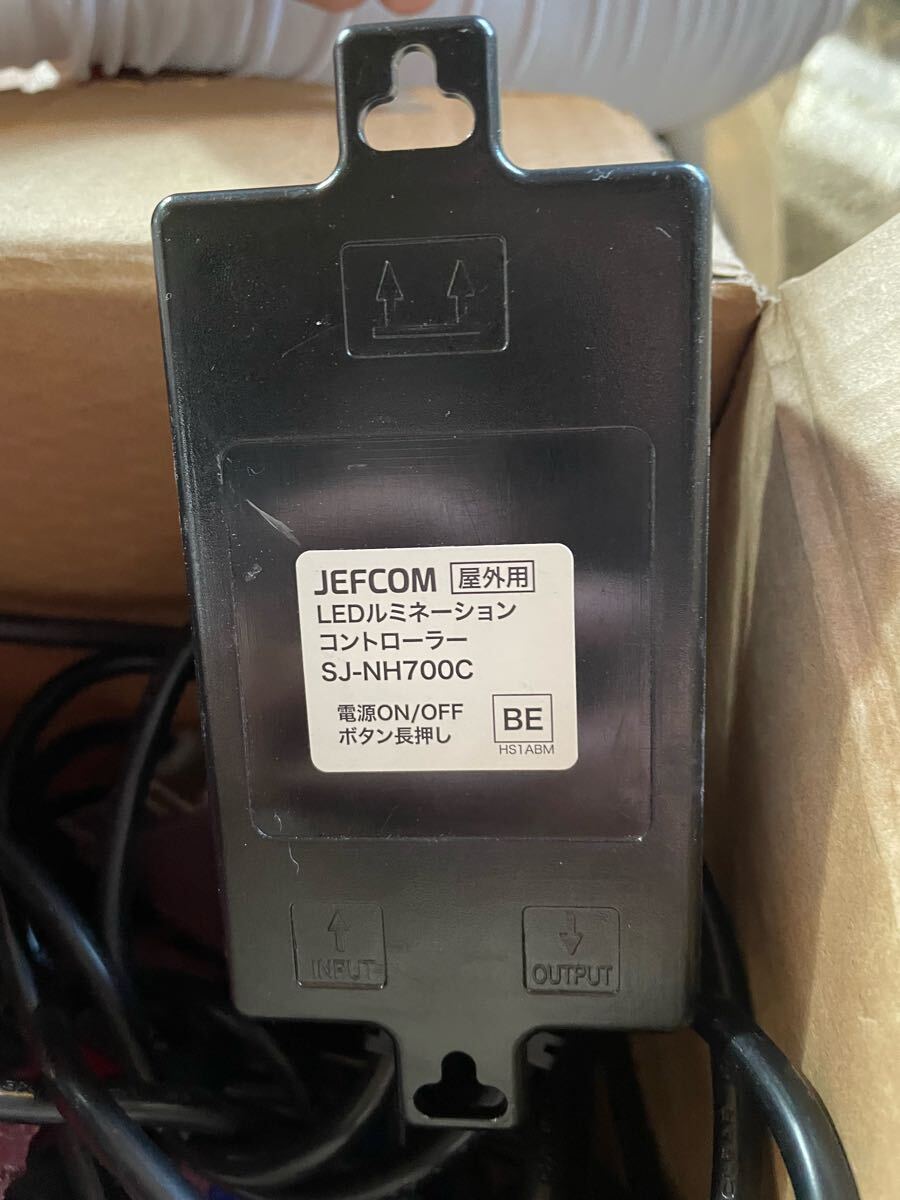 JEFCOM 屋外用
LEDルミネーション
コントローラー
SJ-NH700C
電源ON/OFF
ボタン長押し
BE
HS1ABM
INPUT
OUTPUT